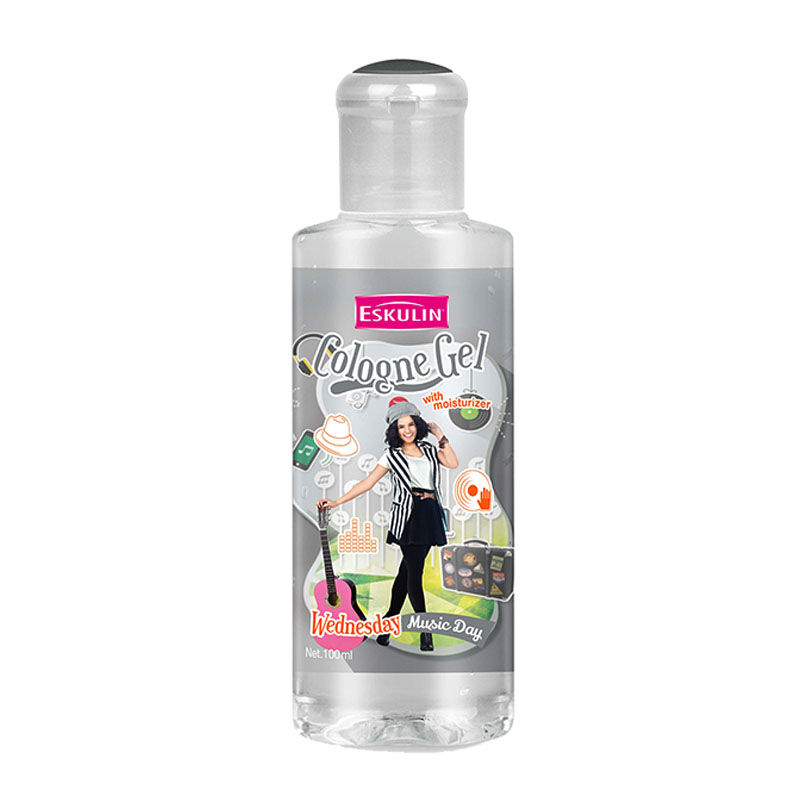 ESKULIN
Cologne Gel
with
moisturizer
Wednesday
Music Day
Net.100ml